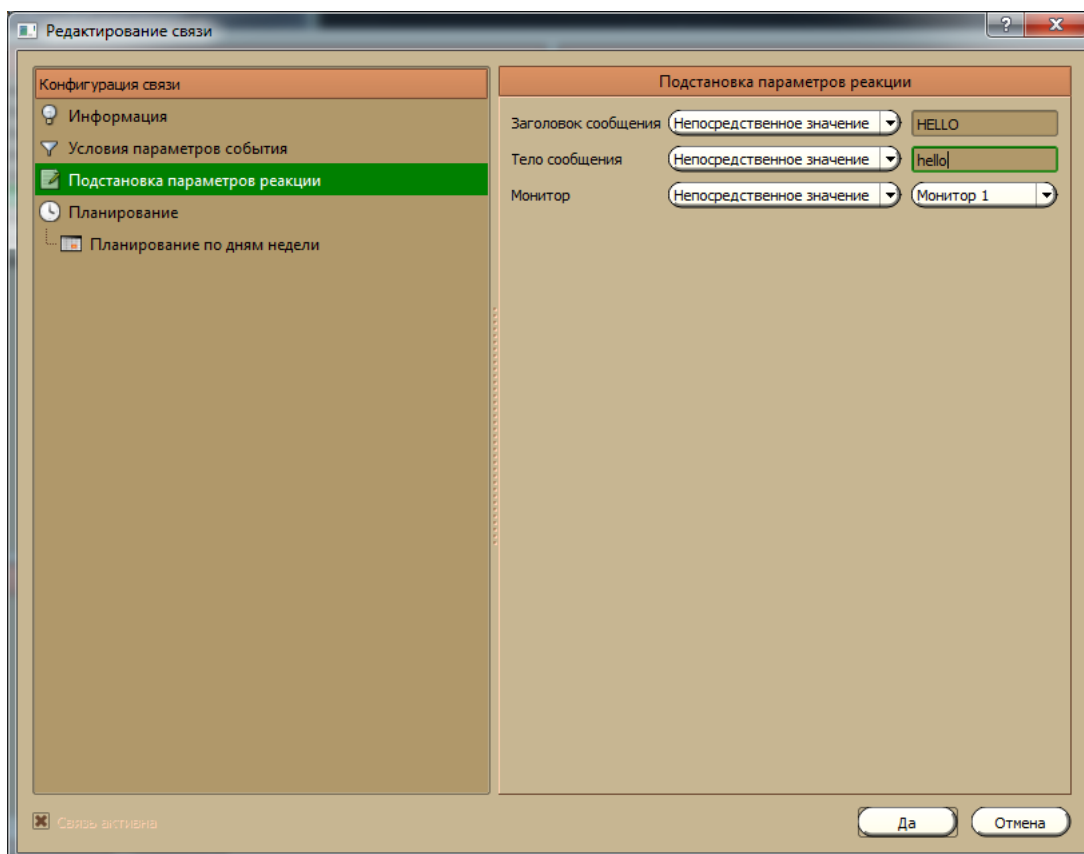 Редактирование связи
?
Конфигурация связи
Информация
Условия параметров события
Подстановка параметров реакции
Планирование
Планирование по дням недели
Подстановка параметров реакции
Заголовок сообщения Непосредственное значение HELLO
Тело сообщения Непосредственное значение hello
Монитор Непосредственное значение Монитор 1
Связь активна
Да Отмена